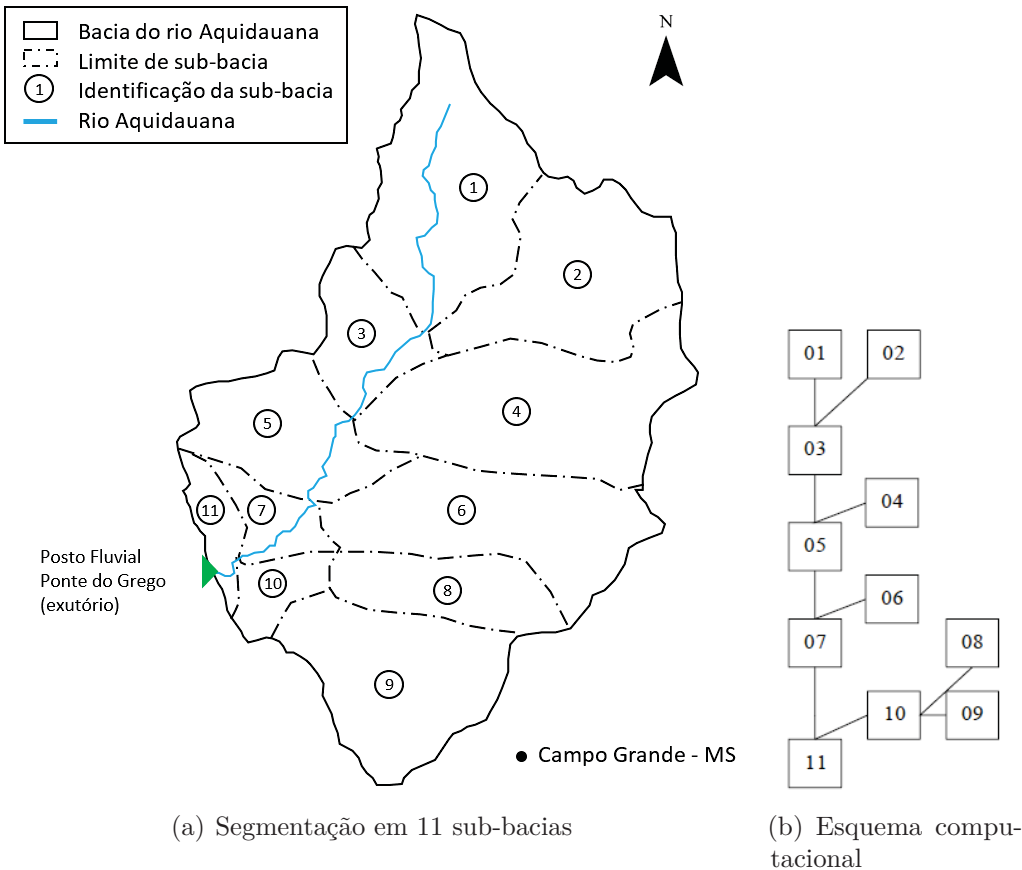 Bacia do rio Aquidauana
Limite de sub-bacia
1 Identificação da sub-bacia
Rio Aquidauana
N
1
2
3
4
5
11
7
6
10
8
9
Posto Fluvial
Ponte do Grego
(exutório)
Campo Grande - MS
01 02
03
04
05
06
07
08
10 09
11
(a) Segmentação em 11 sub-bacias
(b) Esquema compu-
tacional